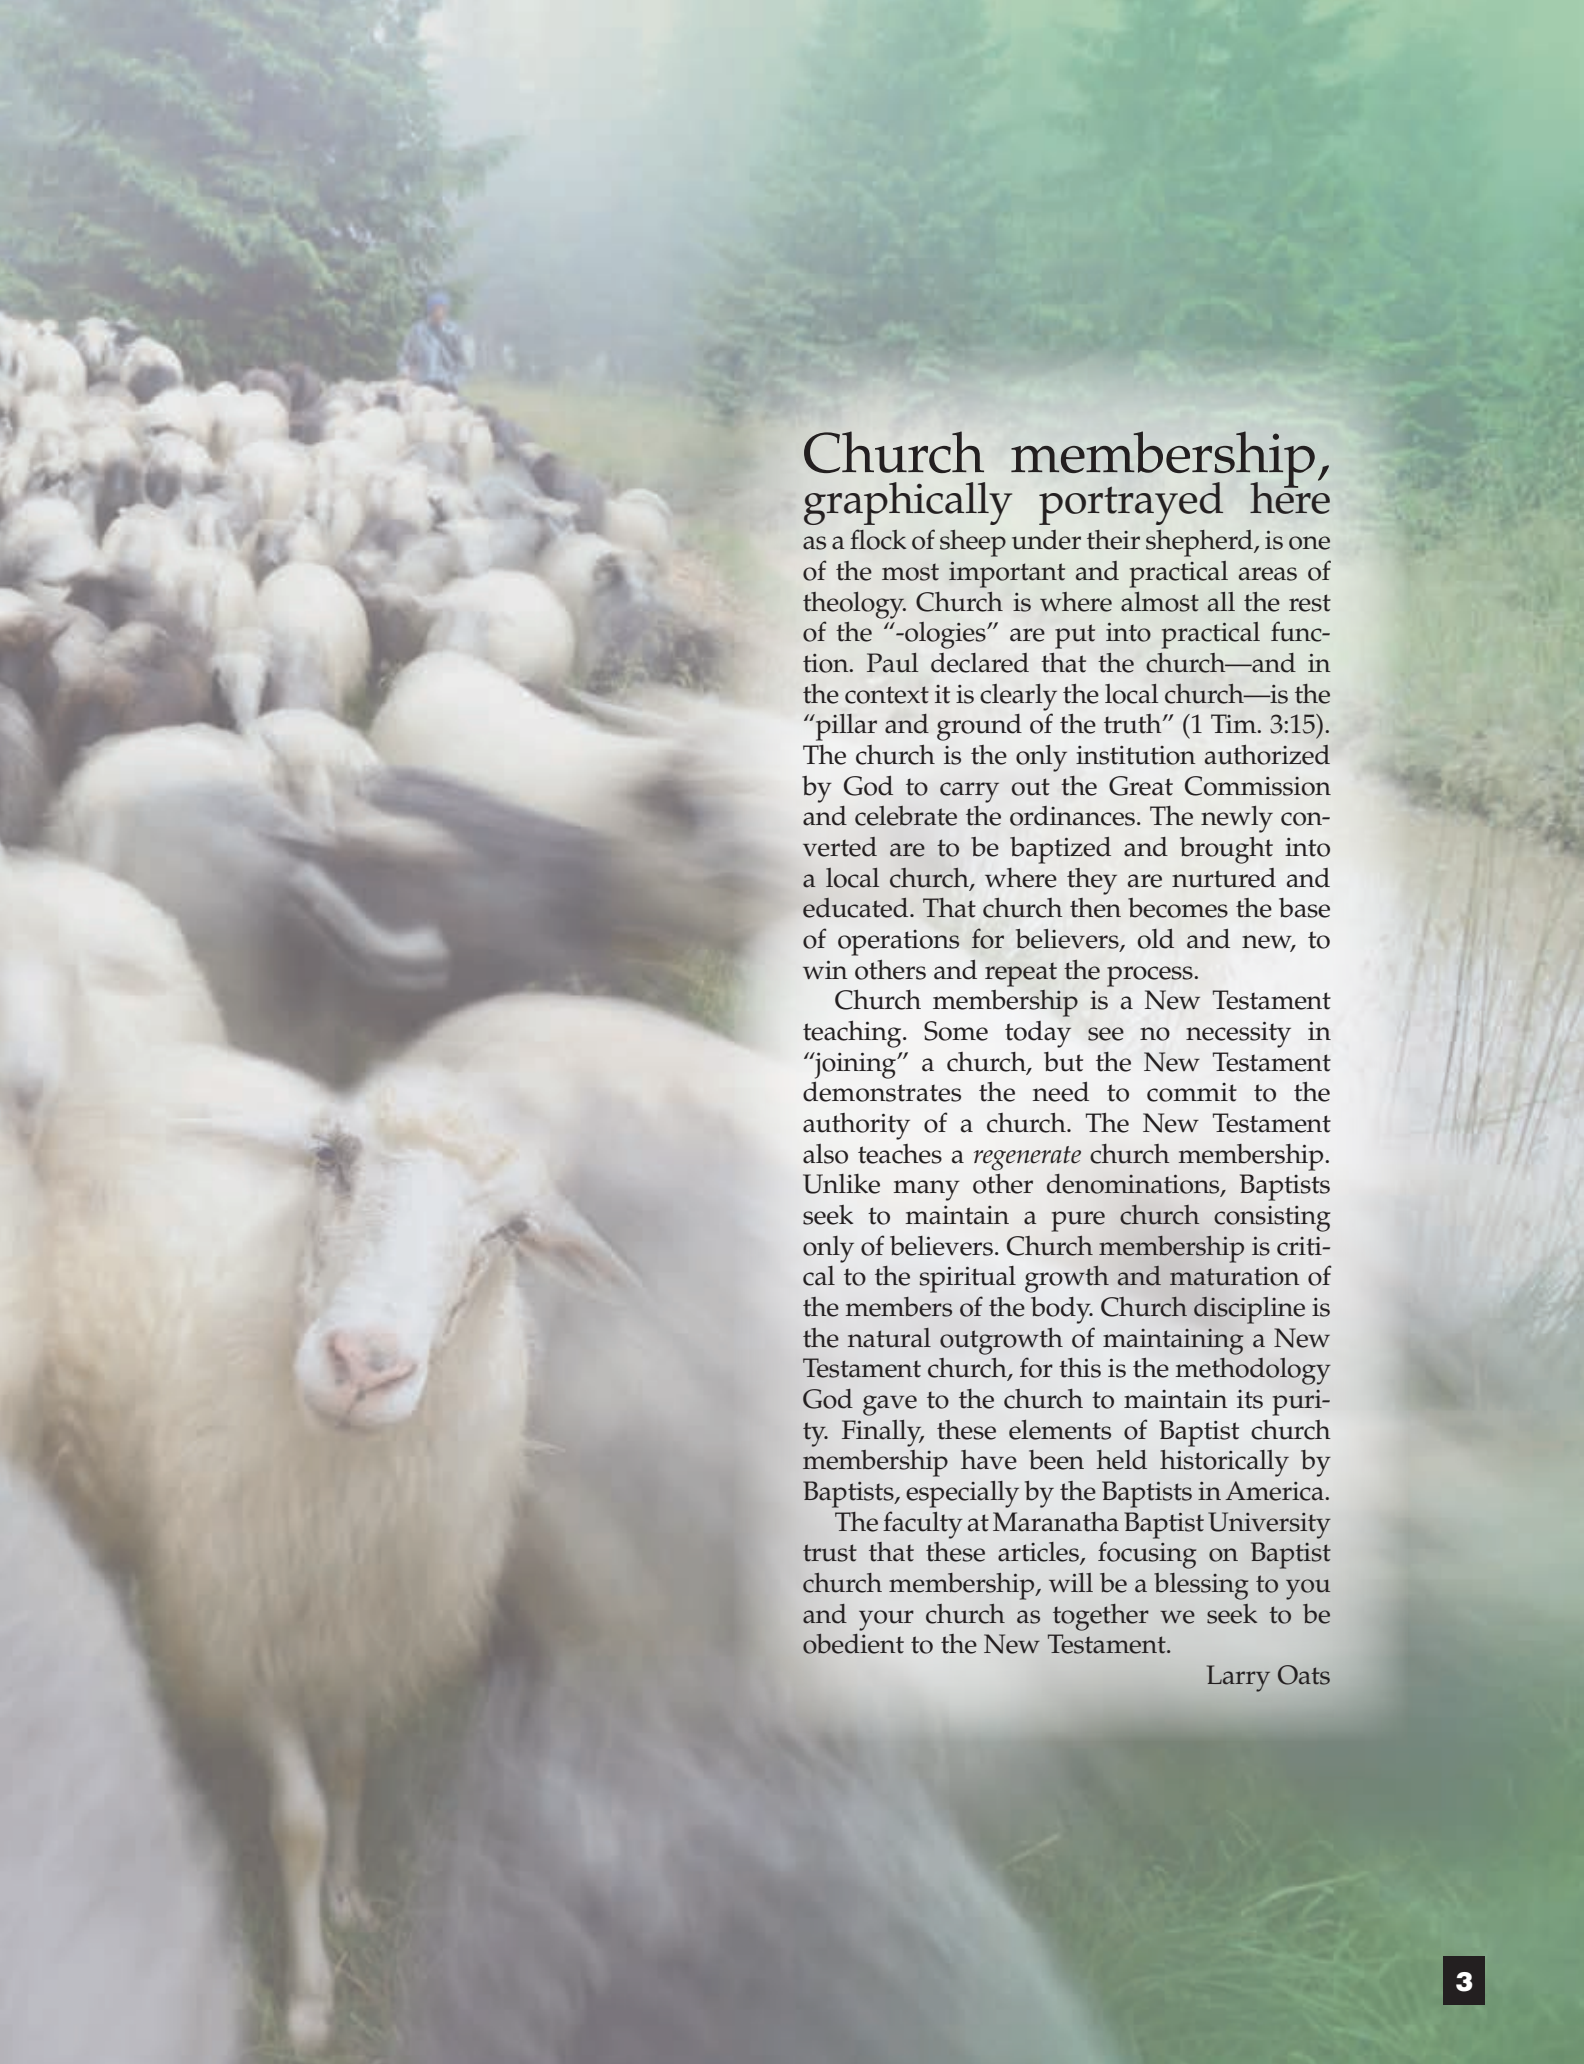 Church membership,
graphically portrayed here
as a flock of sheep under their shepherd, is one
of the most important and practical areas of
theology. Church is where almost all the rest
of the “-ologies” are put into practical func-
tion. Paul declared that the church—and in
the context it is clearly the local church—is the
“pillar and ground of the truth” (1 Tim. 3:15).
The church is the only institution authorized
by God to carry out the Great Commission
and celebrate the ordinances. The newly con-
verted are to be baptized and brought into
a local church, where they are nurtured and
educated. That church then becomes the base
of operations for believers, old and new, to
win others and repeat the process.
Church membership is a New Testament
teaching. Some today see no necessity in
“joining” a church, but the New Testament
demonstrates the need to commit to the
authority of a church. The New Testament
also teaches a regenerate church membership.
Unlike many other denominations, Baptists
seek to maintain a pure church consisting
only of believers. Church membership is criti-
cal to the spiritual growth and maturation of
the members of the body. Church discipline is
the natural outgrowth of maintaining a New
Testament church, for this is the methodology
God gave to the church to maintain its puri-
ty. Finally, these elements of Baptist church
membership have been held historically by
Baptists, especially by the Baptists in America.
The faculty at Maranatha Baptist University
trust that these articles, focusing on Baptist
church membership, will be a blessing to you
and your church as together we seek to be
obedient to the New Testament.
Larry Oats
3